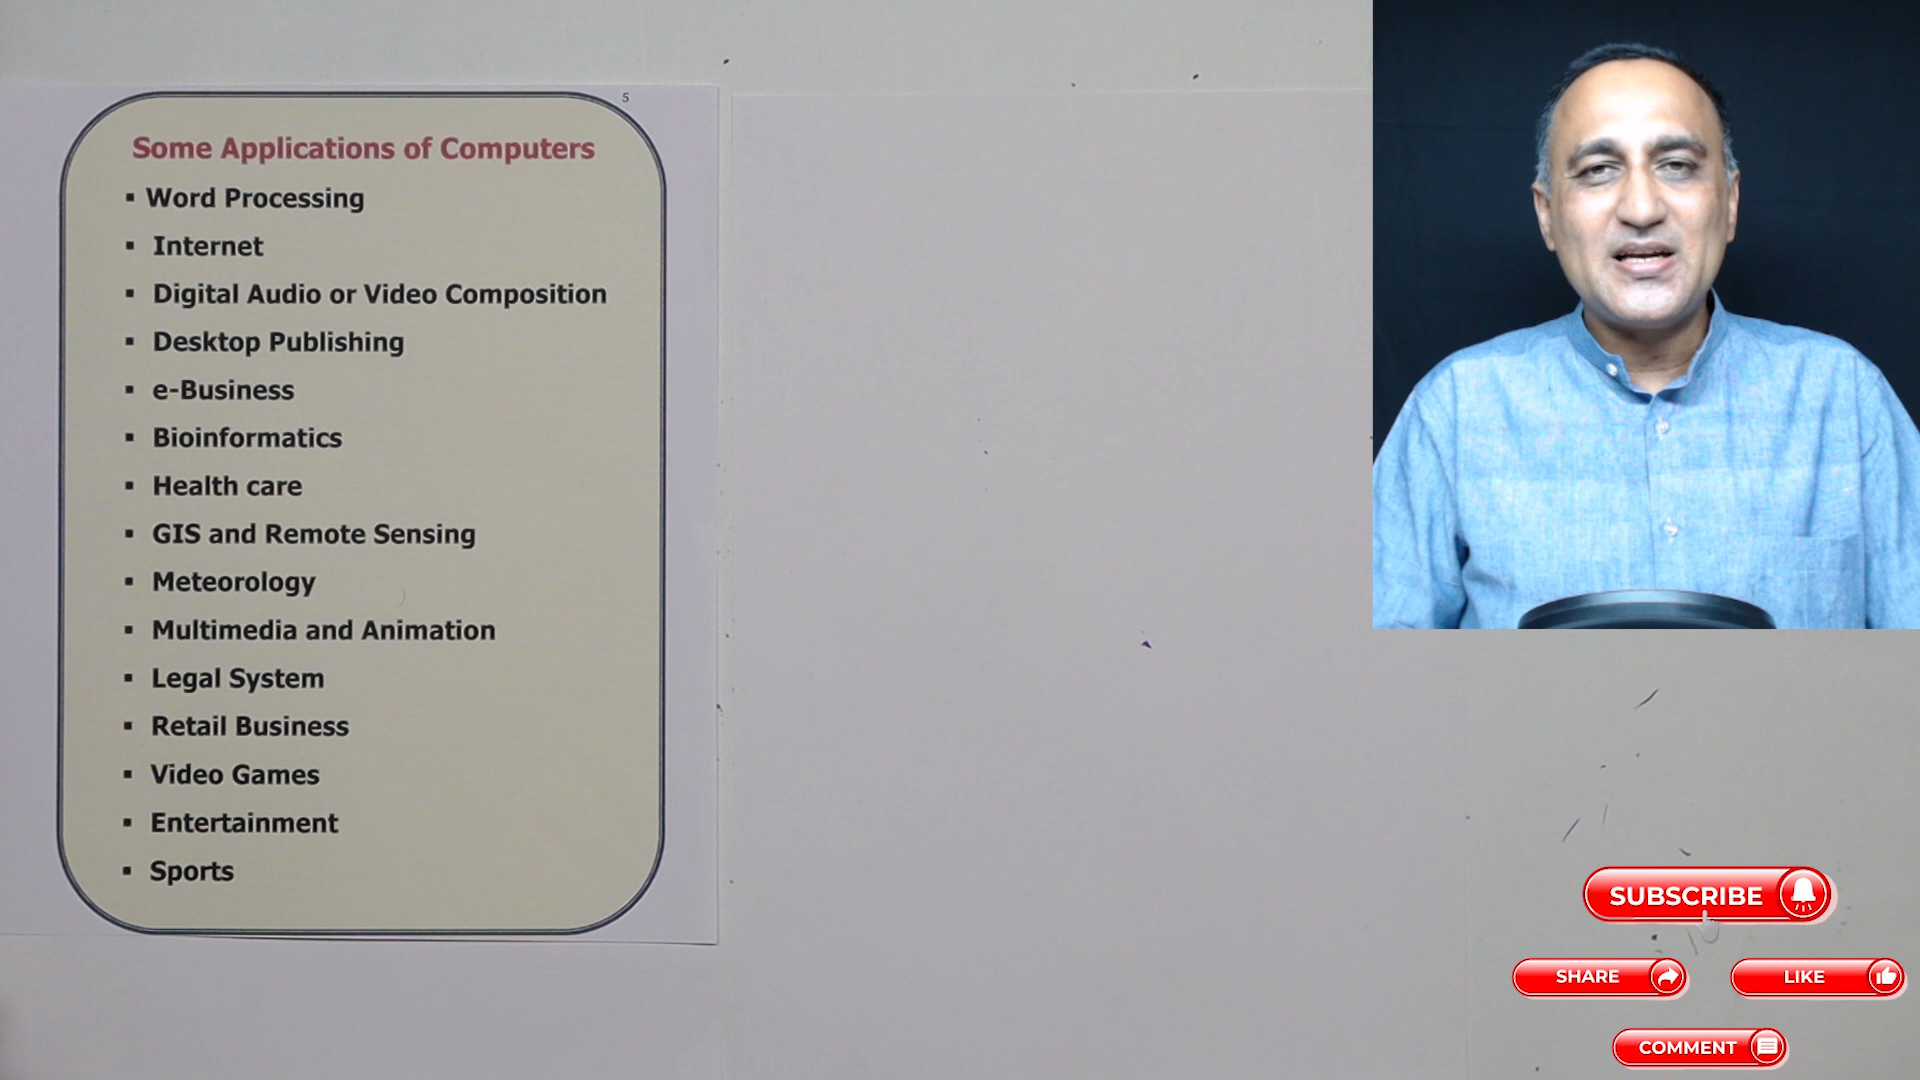 5
Some Applications of Computers
▪ Word Processing
▪ Internet
▪ Digital Audio or Video Composition
▪ Desktop Publishing
▪ e-Business
▪ Bioinformatics
▪ Health care
▪ GIS and Remote Sensing
▪ Meteorology
▪ Multimedia and Animation
▪ Legal System
▪ Retail Business
▪ Video Games
▪ Entertainment
▪ Sports
SUBSCRIBE
SHARE
LIKE
COMMENT